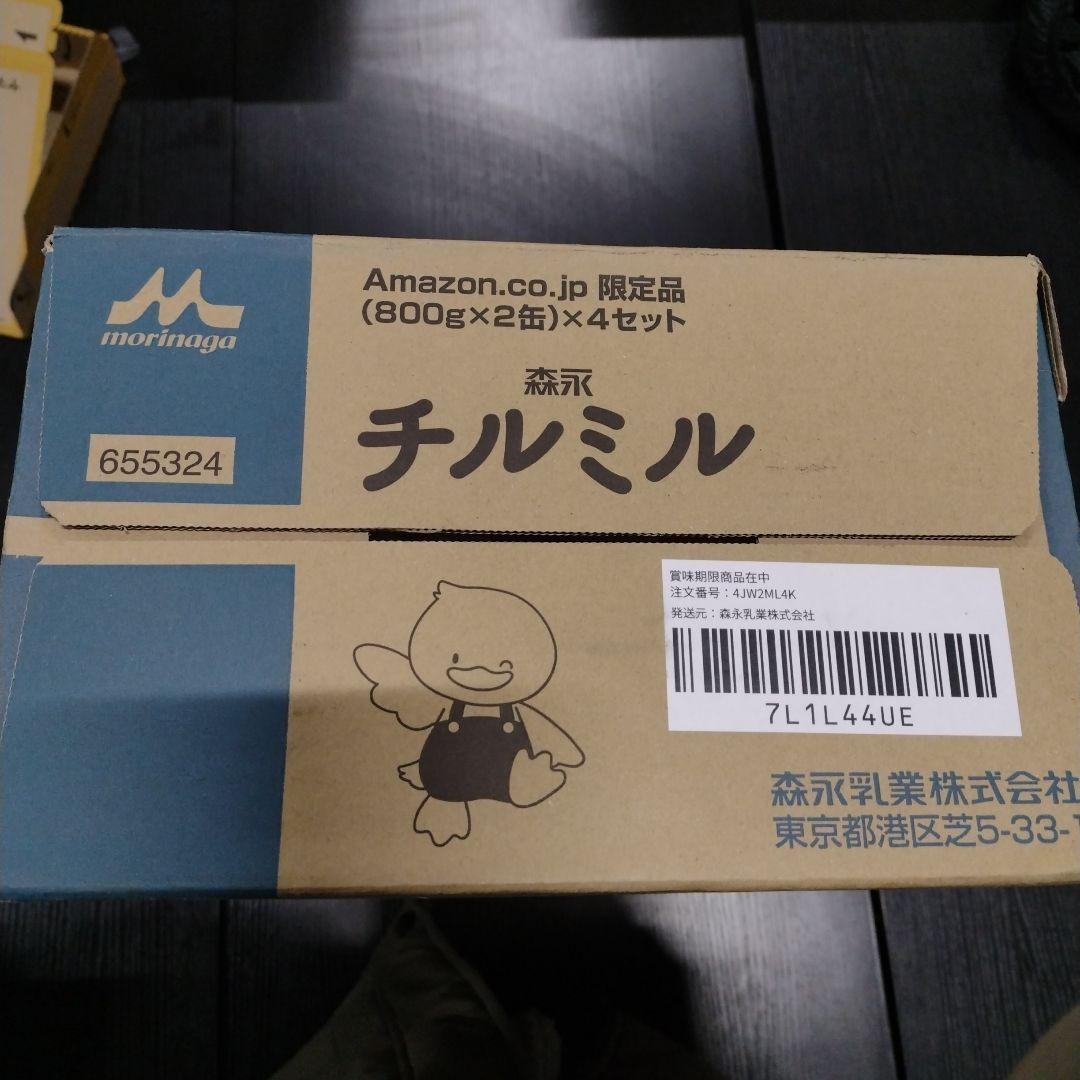 1
morinaga
655324
Amazon.co.jp 限定品
(800g×2缶)×4セット
森永
チルミル
賞味期限商品在中
注文番号：4JW2ML4K
発送元：森永乳業株式会社
7L1L44UE
森永乳業株式会社
東京都港区芝5-33-